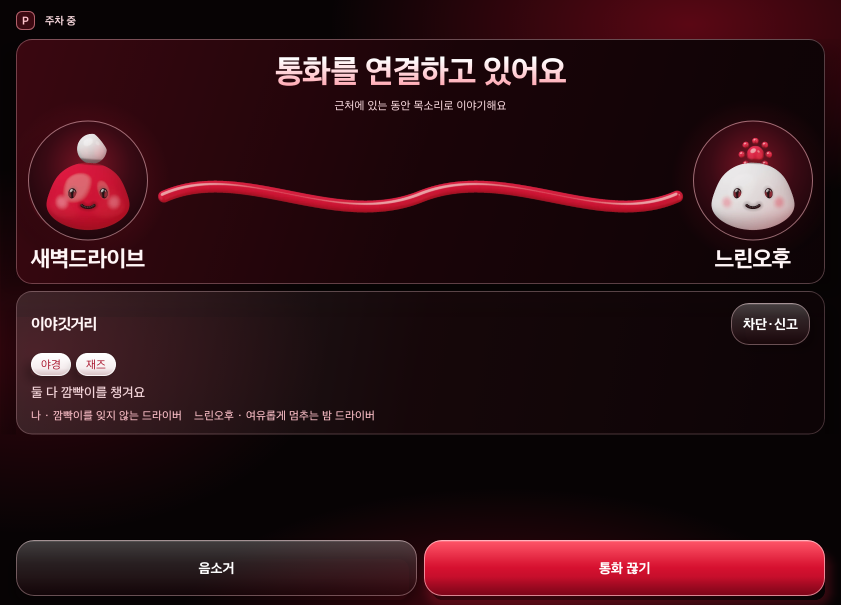 P 주차 중
통화를 연결하고 있어요
근처에 있는 동안 목소리로 이야기해요
새벽드라이브
느린오후
이야깃거리
차단·신고
야경 재즈
둘 다 깜빡이를 챙겨요
나 · 깜빡이를 잊지 않는 드라이버 느린오후 · 여유롭게 멈추는 밤 드라이버
음소거
통화 끊기